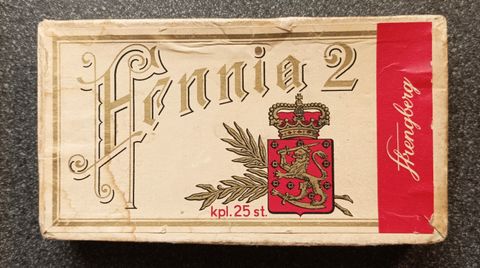 Fennia 2
Strengberg
kpl. 25 st.